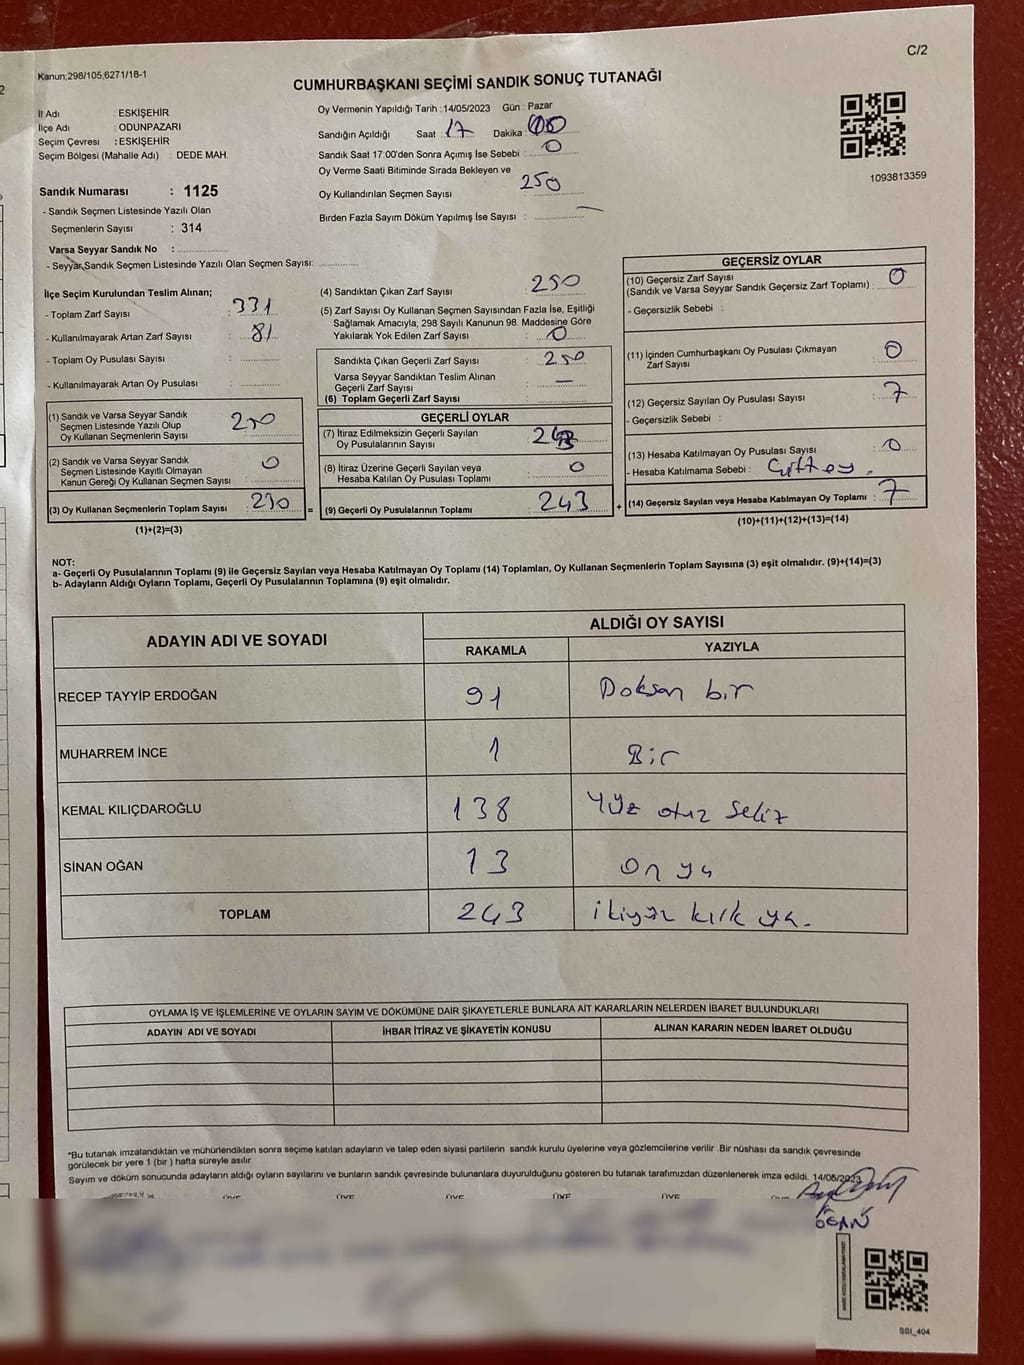 C/2
Kanun;298/105,6271/18-1
CUMHURBAŞKANI SEÇİMİ SANDIK SONUÇ TUTANAĞI
İl Adı : ESKİŞEHİR
İlçe Adı : ODUNPAZARI
Seçim Çevresi : ESKİŞEHİR
Seçim Bölgesi (Mahalle Adı) : DEDE MAH.
Sandık Numarası : 1125
- Sandık Seçmen Listesinde Yazılı Olan
Seçmenlerin Sayısı : 314
Varsa Seyyar Sandık No :
- Seyyar Sandık Seçmen Listesinde Yazılı Olan Seçmen Sayısı:
Oy Vermenin Yapıldığı Tarih : 14/05/2023 Gün : Pazar
Sandığın Açıldığı Saat : 17 Dakika : 00
Sandık Saat 17:00'den Sonra Açımış İse Sebebi : 0
Oy Verme Saati Bitiminde Sırada Bekleyen ve
Oy Kullandırılan Seçmen Sayısı 250
Birden Fazla Sayım Döküm Yapılmış İse Sayısı : —
1093813359
İlçe Seçim Kurulundan Teslim Alınan;
- Toplam Zarf Sayısı : 331
- Kullanılmayarak Artan Zarf Sayısı : 81
- Toplam Oy Pusulası Sayısı :
- Kullanılmayarak Artan Oy Pusulası :
(1) Sandık ve Varsa Seyyar Sandık
Seçmen Listesinde Yazılı Olup
Oy Kullanan Seçmenlerin Sayısı : 250
(2) Sandık ve Varsa Seyyar Sandık
Seçmen Listesinde Kayıtlı Olmayan
Kanun Gereği Oy Kullanan Seçmen Sayısı : 0
(3) Oy Kullanan Seçmenlerin Toplam Sayısı : 250
(1)+(2)=(3)
(4) Sandıktan Çıkan Zarf Sayısı : 250
(5) Zarf Sayısı Oy Kullanan Seçmen Sayısından Fazla İse, Eşitliği
Sağlamak Amacıyla; 298 Sayılı Kanunun 98. Maddesine Göre
Yakılarak Yok Edilen Zarf Sayısı : 0
Sandıkta Çıkan Geçerli Zarf Sayısı : 250
Varsa Seyyar Sandıktan Teslim Alınan
Geçerli Zarf Sayısı : —
(6) Toplam Geçerli Zarf Sayısı :
GEÇERLİ OYLAR
(7) İtiraz Edilmeksizin Geçerli Sayılan
Oy Pusulalarının Sayısı : 243
(8) İtiraz Üzerine Geçerli Sayılan veya
Hesaba Katılan Oy Pusulası Toplamı : 0
= (9) Geçerli Oy Pusulalarının Toplamı : 243
GEÇERSİZ OYLAR
(10) Geçersiz Zarf Sayısı
(Sandık ve Varsa Seyyar Sandık Geçersiz Zarf Toplamı) : 0
- Geçersizlik Sebebi :
(11) İçinden Cumhurbaşkanı Oy Pusulası Çıkmayan
Zarf Sayısı : 0
(12) Geçersiz Sayılan Oy Pusulası Sayısı : 7
- Geçersizlik Sebebi :
(13) Hesaba Katılmayan Oy Pusulası Sayısı : 0
- Hesaba Katılmama Sebebi :
+ (14) Geçersiz Sayılan veya Hesaba Katılmayan Oy Toplamı : 7
(10)+(11)+(12)+(13)=(14)
NOT:
a- Geçerli Oy Pusulalarının Toplamı (9) ile Geçersiz Sayılan veya Hesaba Katılmayan Oy Toplamı (14) Toplamları, Oy Kullanan Seçmenlerin Toplam Sayısına (3) eşit olmalıdır. (9)+(14)=(3)
b- Adayların Aldığı Oyların Toplamı, Geçerli Oy Pusulalarının Toplamına (9) eşit olmalıdır.
ADAYIN ADI VE SOYADI ALDIĞI OY SAYISI
RAKAMLA YAZIYLA
RECEP TAYYİP ERDOĞAN 91 Doksan bir
MUHARREM İNCE 1 Bir
KEMAL KILIÇDAROĞLU 138 Yüz otuz sekiz
SİNAN OĞAN 13 On üç
TOPLAM 243 ikiyüz kırk üç.
OYLAMA İŞ VE İŞLEMLERİNE VE OYLARIN SAYIM VE DÖKÜMÜNE DAİR ŞİKAYETLERLE BUNLARA AİT KARARLARIN NELERDEN İBARET BULUNDUKLARI
ADAYIN ADI VE SOYADI İHBAR İTİRAZ VE ŞİKAYETİN KONUSU ALINAN KARARIN NEDEN İBARET OLDUĞU
*Bu tutanak imzalandıktan ve mühürlendikten sonra seçime katılan adayların ve talep eden siyasi partilerin sandık kurulu üyelerine veya gözlemcilerine verilir .Bir nüshası da sandık çevresinde
görülecek bir yere 1 (bir ) hafta süreyle asılır.
Sayım ve döküm sonucunda adayların aldığı oyların sayılarını ve bunların sandık çevresinde bulunanlara duyurulduğunu gösteren bu tutanak tarafımızdan düzenlenerek imza edildi. 14/05/2023
ÜYE ÜYE ÜYE ÜYE ÜYE
SSI_404